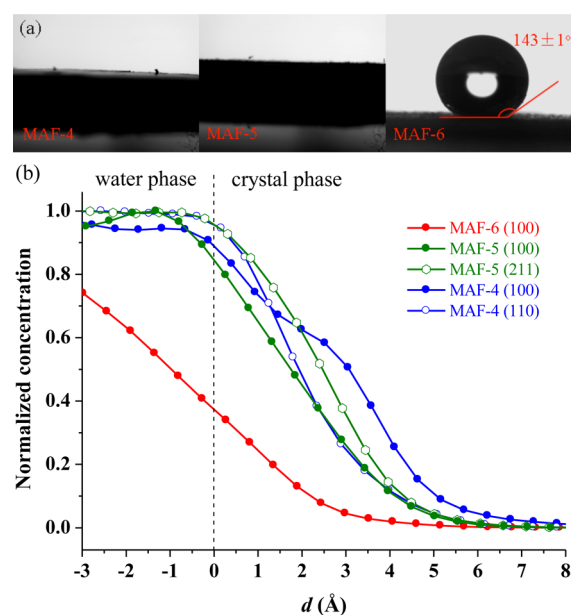 (a)
143±1°
MAF-4
MAF-5
MAF-6
(b)
water phase
crystal phase
MAF-6 (100)
MAF-5 (100)
MAF-5 (211)
MAF-4 (100)
MAF-4 (110)
Normalized concentration
1.0
0.8
0.6
0.4
0.2
0.0
-3 -2 -1 0 1 2 3 4 5 6 7 8
d (Å)